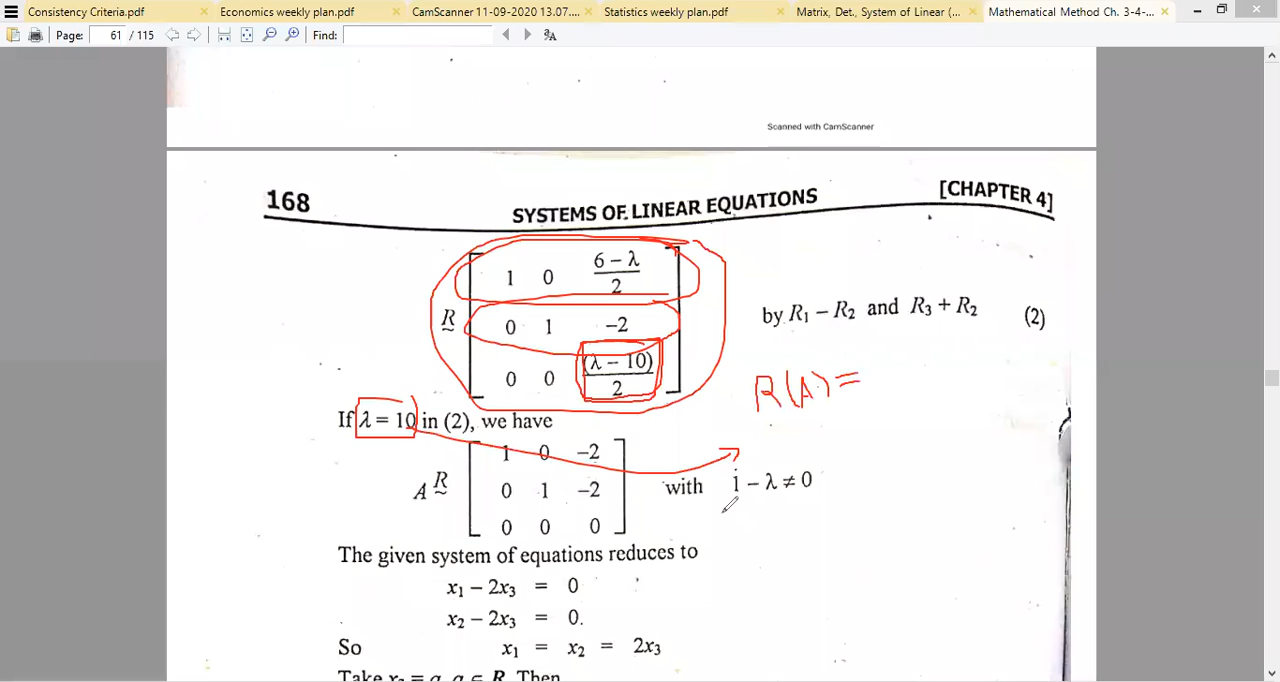 Consistency Criteria.pdf × Economics weekly plan.pdf × CamScanner 11-09-2020 13.07.... × Statistics weekly plan.pdf × Matrix, Det., System of Linear (... × Mathematical Method Ch. 3-4-... ×
Page: 61 / 115 Find:
Scanned with CamScanner
168 SYSTEMS OF LINEAR EQUATIONS [CHAPTER 4]
1 0 (6 – λ)/2
R ~ 0 1 –2 by R1 – R2 and R3 + R2 (2)
0 0 (λ – 10)/2
R(A) =
If λ = 10 in (2), we have
1 0 –2
A R ~ 0 1 –2 with i – λ ≠ 0
0 0 0
The given system of equations reduces to
x1 – 2x3 = 0
x2 – 2x3 = 0.
So x1 = x2 = 2x3